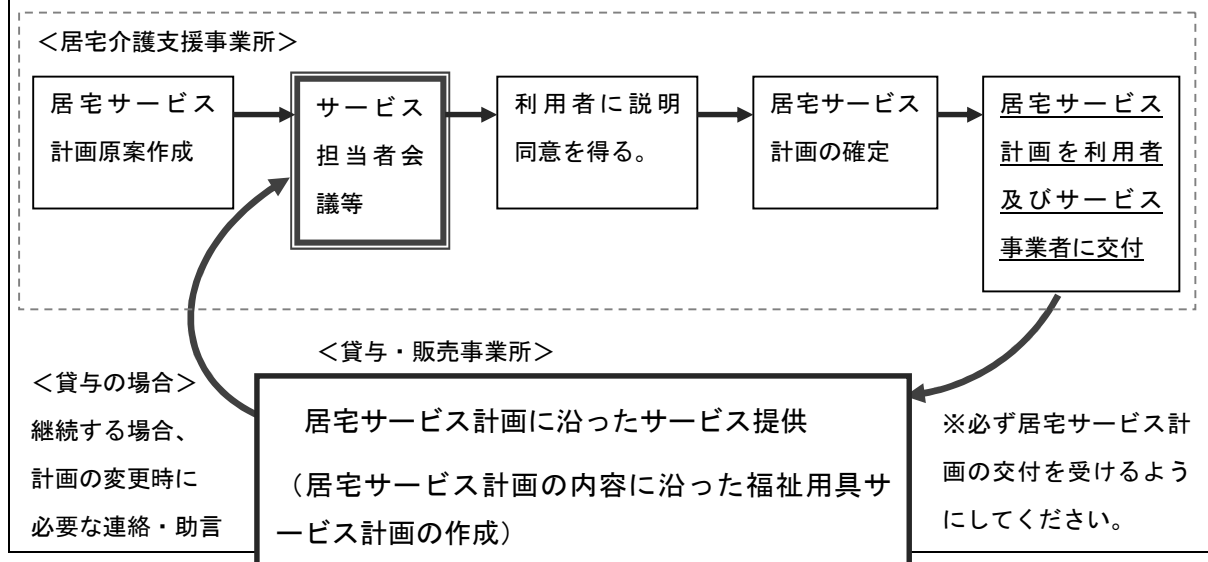 ＜居宅介護支援事業所＞
居宅サービス
計画原案作成
サービス
担当者会
議等
利用者に説明
同意を得る。
居宅サービス
計画の確定
居宅サービス
計画を利用者
及びサービス
事業者に交付
＜貸与・販売事業所＞
＜貸与の場合＞
継続する場合、
計画の変更時に
必要な連絡・助言
居宅サービス計画に沿ったサービス提供
（居宅サービス計画の内容に沿った福祉用具サ
ービス計画の作成）
※必ず居宅サービス計
画の交付を受けるよう
にしてください。